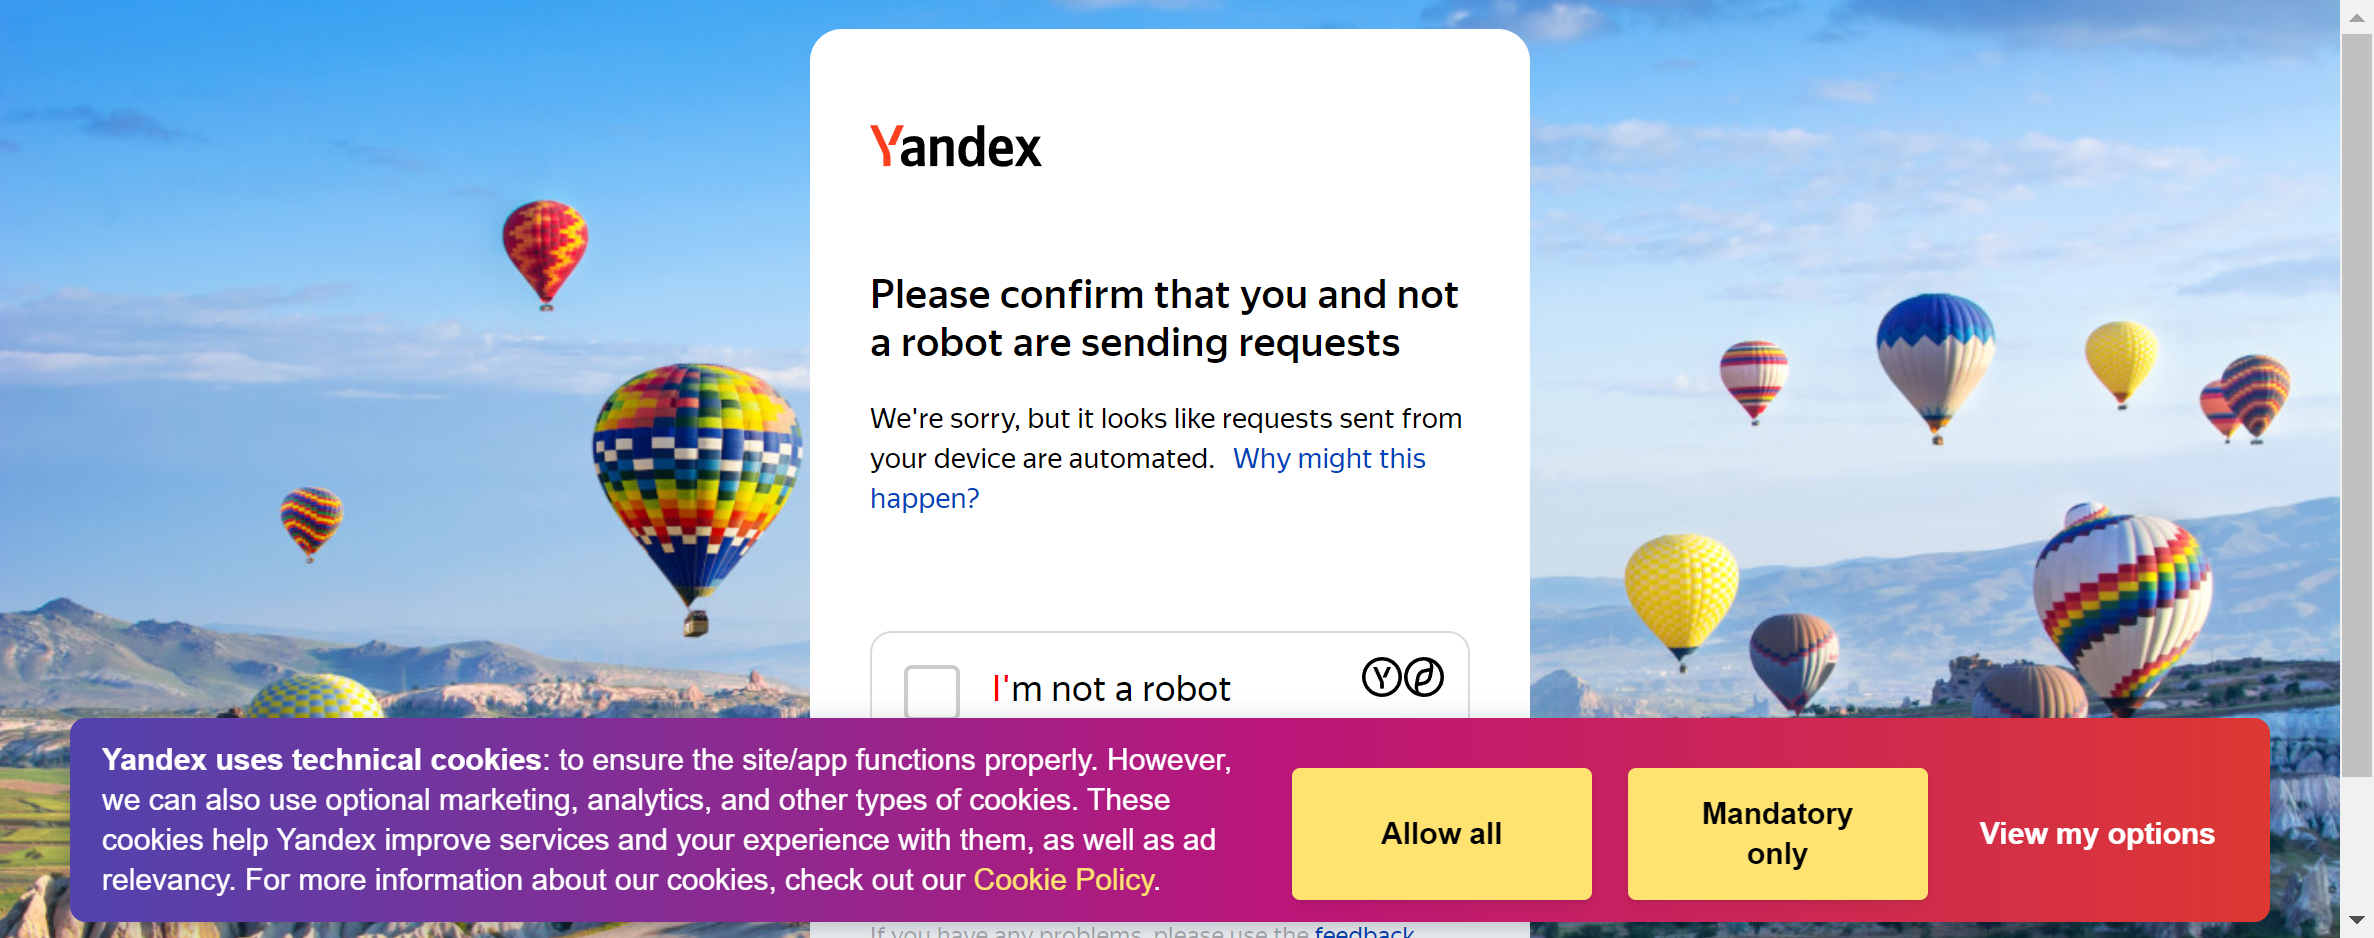 Yandex
Please confirm that you and not
a robot are sending requests
We're sorry, but it looks like requests sent from
your device are automated. Why might this
happen?
I'm not a robot
Yandex uses technical cookies: to ensure the site/app functions properly. However,
we can also use optional marketing, analytics, and other types of cookies. These
cookies help Yandex improve services and your experience with them, as well as ad
relevancy. For more information about our cookies, check out our Cookie Policy.
Allow all
Mandatory
only
View my options
If you have any problems, please use the feedback